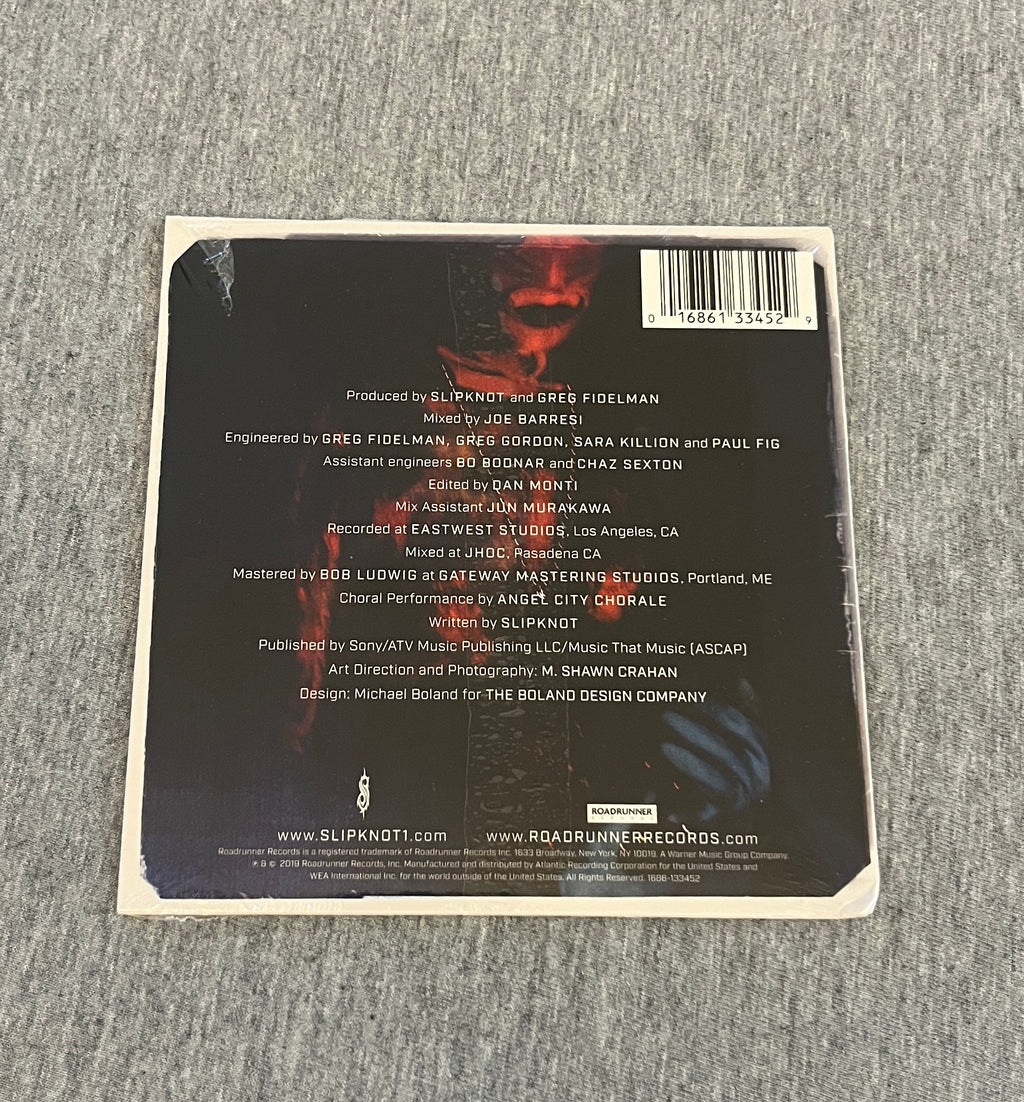 0 16861 33452 9
Produced by SLIPKNOT and GREG FIDELMAN
Mixed by JOE BARRESI
Engineered by GREG FIDELMAN, GREG GORDON, SARA KILLION and PAUL FIG
Assistant engineers BO BODNAR and CHAZ SEXTON
Edited by DAN MONTI
Mix Assistant JUN MURAKAWA
Recorded at EASTWEST STUDIOS, Los Angeles, CA
Mixed at JHOC, Pasadena CA
Mastered by BOB LUDWIG at GATEWAY MASTERING STUDIOS, Portland, ME
Choral Performance by ANGEL CITY CHORALE
Written by SLIPKNOT
Published by Sony/ATV Music Publishing LLC/Music That Music (ASCAP)
Art Direction and Photography: M. SHAWN CRAHAN
Design: Michael Boland for THE BOLAND DESIGN COMPANY
ROADRUNNER
RECORDS
www.SLIPKNOT1.com www.ROADRUNNERRECORDS.com
Roadrunner Records is a registered trademark of Roadrunner Records Inc. 1633 Broadway, New York, NY 10019. A Warner Music Group Company.
℗ & © 2019 Roadrunner Records, Inc. Manufactured and distributed by Atlantic Recording Corporation for the United States and
WEA International Inc. for the world outside of the United States. All Rights Reserved. 1686-133452